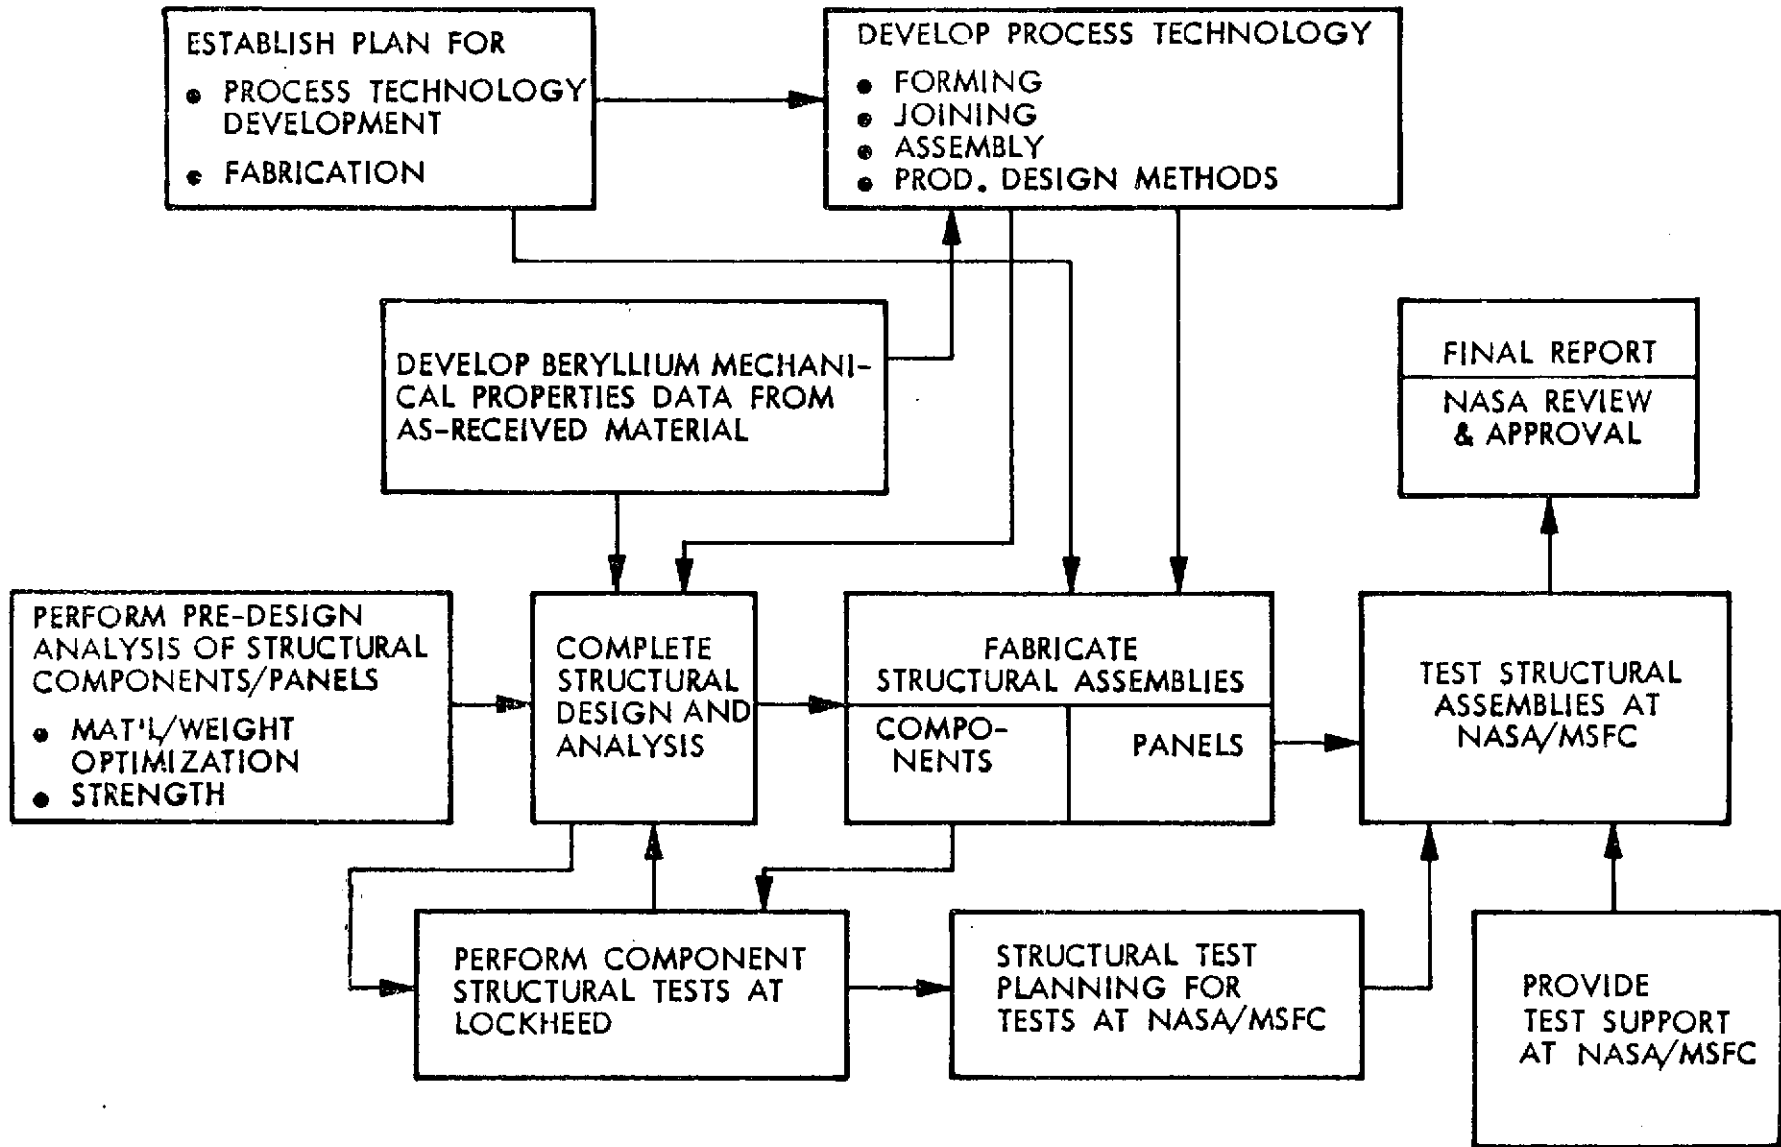 ESTABLISH PLAN FOR
• PROCESS TECHNOLOGY
DEVELOPMENT
• FABRICATION
DEVELOP PROCESS TECHNOLOGY
• FORMING
• JOINING
• ASSEMBLY
• PROD. DESIGN METHODS
DEVELOP BERYLLIUM MECHANI-
CAL PROPERTIES DATA FROM
AS-RECEIVED MATERIAL
FINAL REPORT
NASA REVIEW
& APPROVAL
PERFORM PRE-DESIGN
ANALYSIS OF STRUCTURAL
COMPONENTS/PANELS
• MAT'L/WEIGHT
OPTIMIZATION
• STRENGTH
COMPLETE
STRUCTURAL
DESIGN AND
ANALYSIS
FABRICATE
STRUCTURAL ASSEMBLIES
COMPO-
NENTS
PANELS
TEST STRUCTURAL
ASSEMBLIES AT
NASA/MSFC
PERFORM COMPONENT
STRUCTURAL TESTS AT
LOCKHEED
STRUCTURAL TEST
PLANNING FOR
TESTS AT NASA/MSFC
PROVIDE
TEST SUPPORT
AT NASA/MSFC